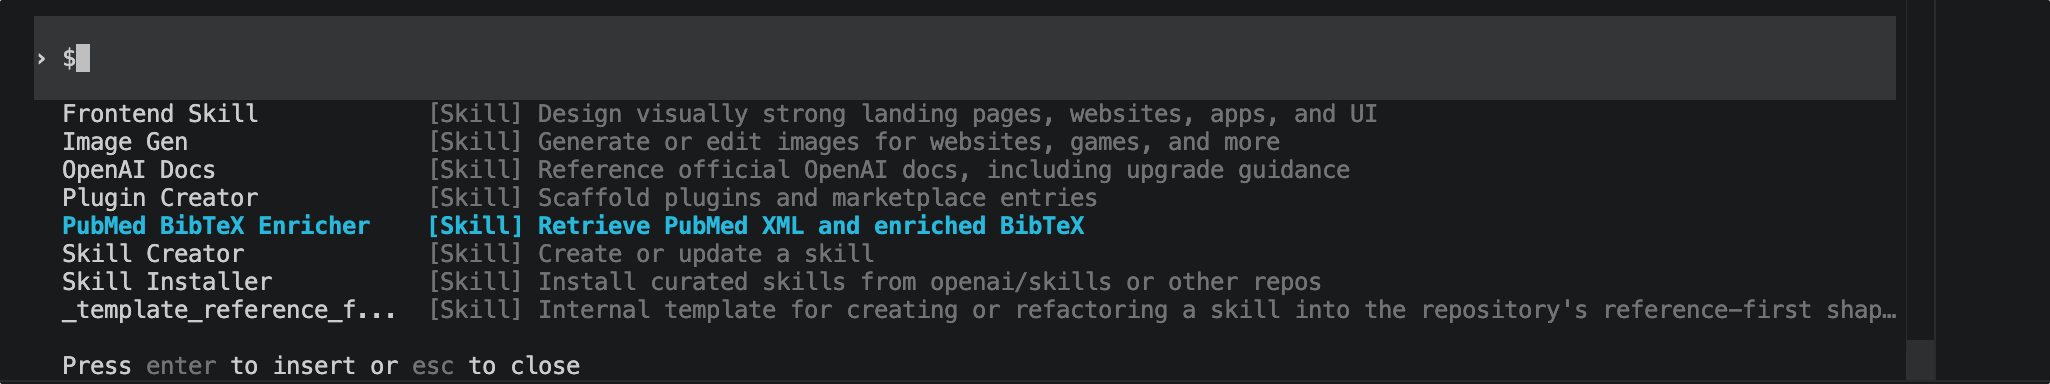 › $
Frontend Skill [Skill] Design visually strong landing pages, websites, apps, and UI
Image Gen [Skill] Generate or edit images for websites, games, and more
OpenAI Docs [Skill] Reference official OpenAI docs, including upgrade guidance
Plugin Creator [Skill] Scaffold plugins and marketplace entries
PubMed BibTeX Enricher [Skill] Retrieve PubMed XML and enriched BibTeX
Skill Creator [Skill] Create or update a skill
Skill Installer [Skill] Install curated skills from openai/skills or other repos
_template_reference_f... [Skill] Internal template for creating or refactoring a skill into the repository's reference-first shap…
Press enter to insert or esc to close